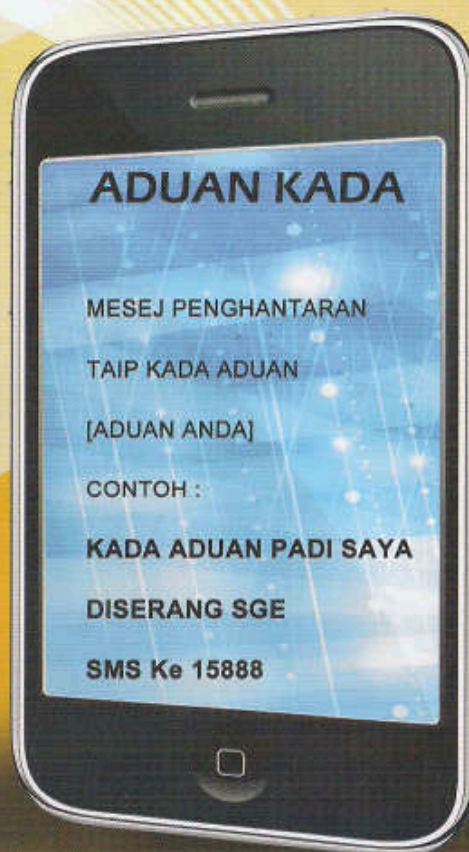 ADUAN KADA
MESEJ PENGHANTARAN
TAIP KADA ADUAN
[ADUAN ANDA]
CONTOH :
KADA ADUAN PADI SAYA
DISERANG SGE
SMS Ke 15888